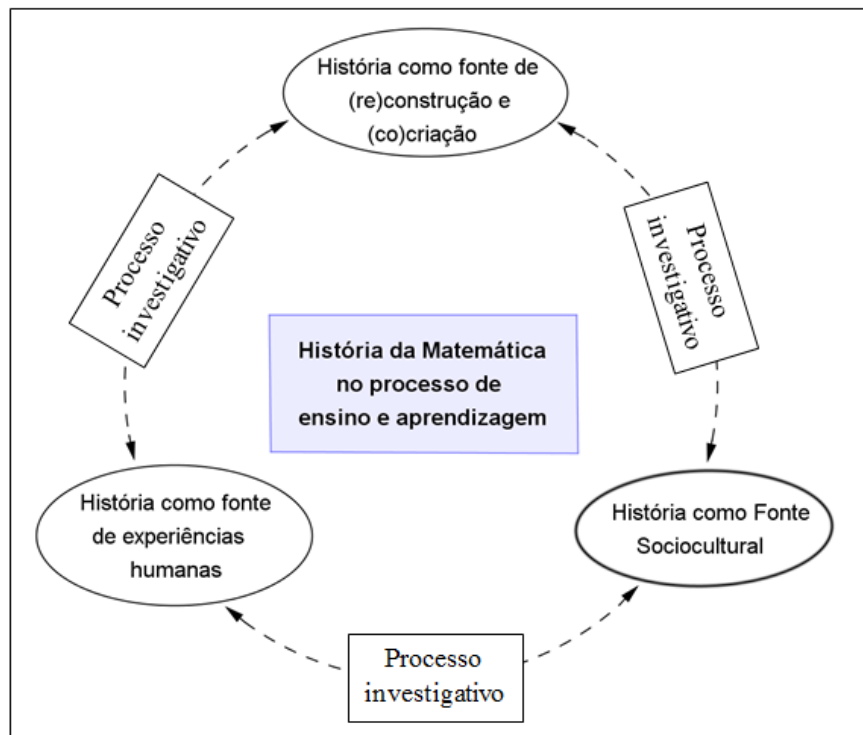 História como fonte de
(re)construção e
(co)criação
Processo
investigativo
Processo
investigativo
História da Matemática
no processo de
ensino e aprendizagem
História como fonte
de experiências
humanas
História como Fonte
Sociocultural
Processo
investigativo